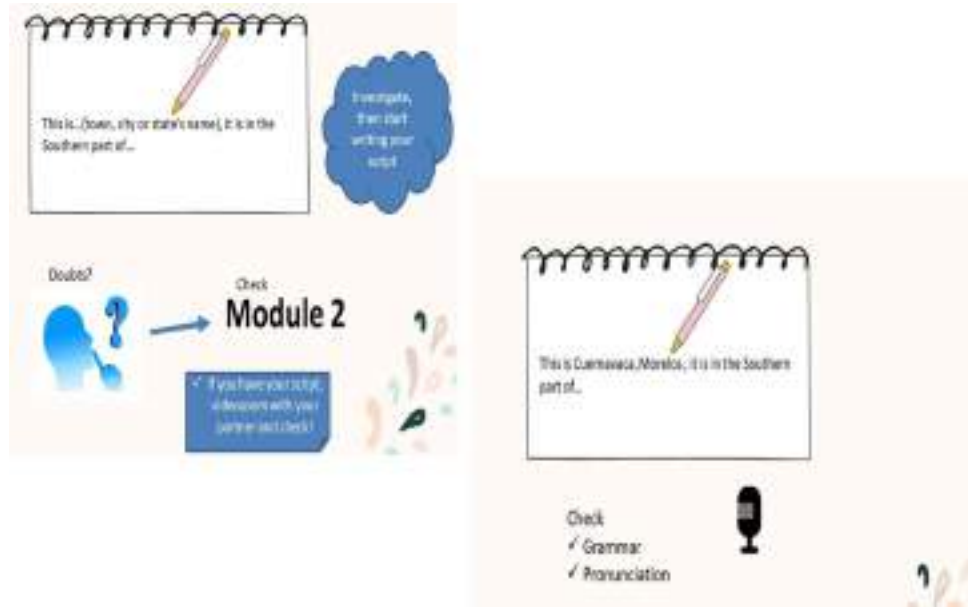 This is...(town, city or state's name), it is in the
Southern part of...
Investigate,
then start
writing your
script
Doubts?
Check
Module 2
✓ If you have your script,
videozoom with your
partner and check!
This is Cuernavaca, Morelos, it is in the Southern
part of...
Check
✓ Grammar
✓ Pronunciation